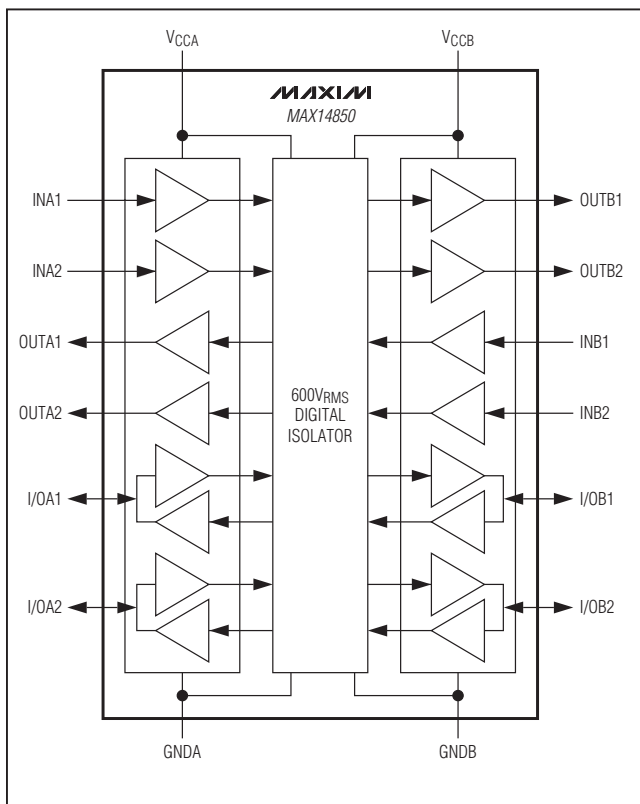 VCCA
VCCB
MAXIM
MAX14850
INA1
OUTB1
INA2
OUTB2
OUTA1
INB1
OUTA2
INB2
600VRMS
DIGITAL
ISOLATOR
I/OA1
I/OB1
I/OA2
I/OB2
GNDA
GNDB